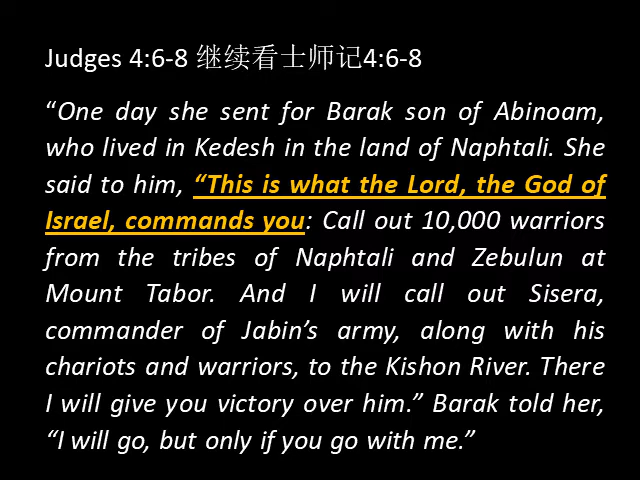 Judges 4:6-8 继续看士师记4:6-8
“One day she sent for Barak son of Abinoam,
who lived in Kedesh in the land of Naphtali. She
said to him, “This is what the Lord, the God of
Israel, commands you: Call out 10,000 warriors
from the tribes of Naphtali and Zebulun at
Mount Tabor. And I will call out Sisera,
commander of Jabin’s army, along with his
chariots and warriors, to the Kishon River. There
I will give you victory over him.” Barak told her,
“I will go, but only if you go with me.”